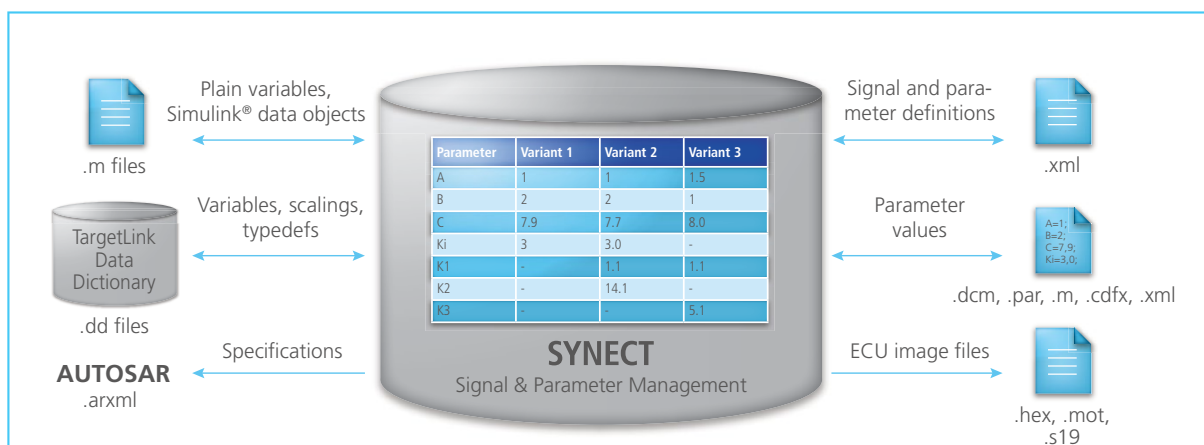 Plain variables,
Simulink® data objects
.m files
Variables, scalings,
typedefs
TargetLink
Data
Dictionary
.dd files
Specifications
AUTOSAR
.arxml
Parameter Variant 1 Variant 2 Variant 3
A 1 1 1.5
B 2 2 1
C 7.9 7.7 8.0
Ki 3 3.0 -
K1 - 1.1 1.1
K2 - 14.1 -
K3 - - 5.1
SYNECT
Signal & Parameter Management
Signal and para-
meter definitions
.xml
Parameter
values
A=1;
B=2;
C=7,9;
Ki=3,0;
.dcm, .par, .m, .cdfx, .xml
ECU image files
.hex, .mot,
.s19